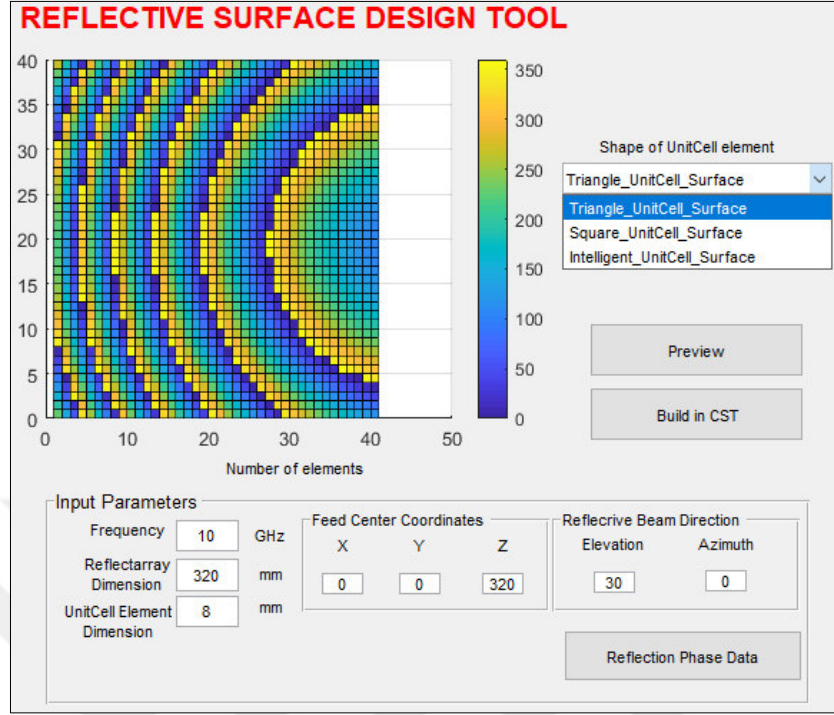 REFLECTIVE SURFACE DESIGN TOOL
40
35
30
25
20
15
10
5
0
0 10 20 30 40 50
Number of elements
350
300
250
200
150
100
50
0
Shape of UnitCell element
Triangle_UnitCell_Surface
Triangle_UnitCell_Surface
Square_UnitCell_Surface
Intelligent_UnitCell_Surface
Preview
Build in CST
Input Parameters
Frequency 10 GHz
Reflectarray
Dimension 320 mm
UnitCell Element
Dimension 8 mm
Feed Center Coordinates
X Y Z
0 0 320
Reflecrive Beam Direction
Elevation Azimuth
30 0
Reflection Phase Data